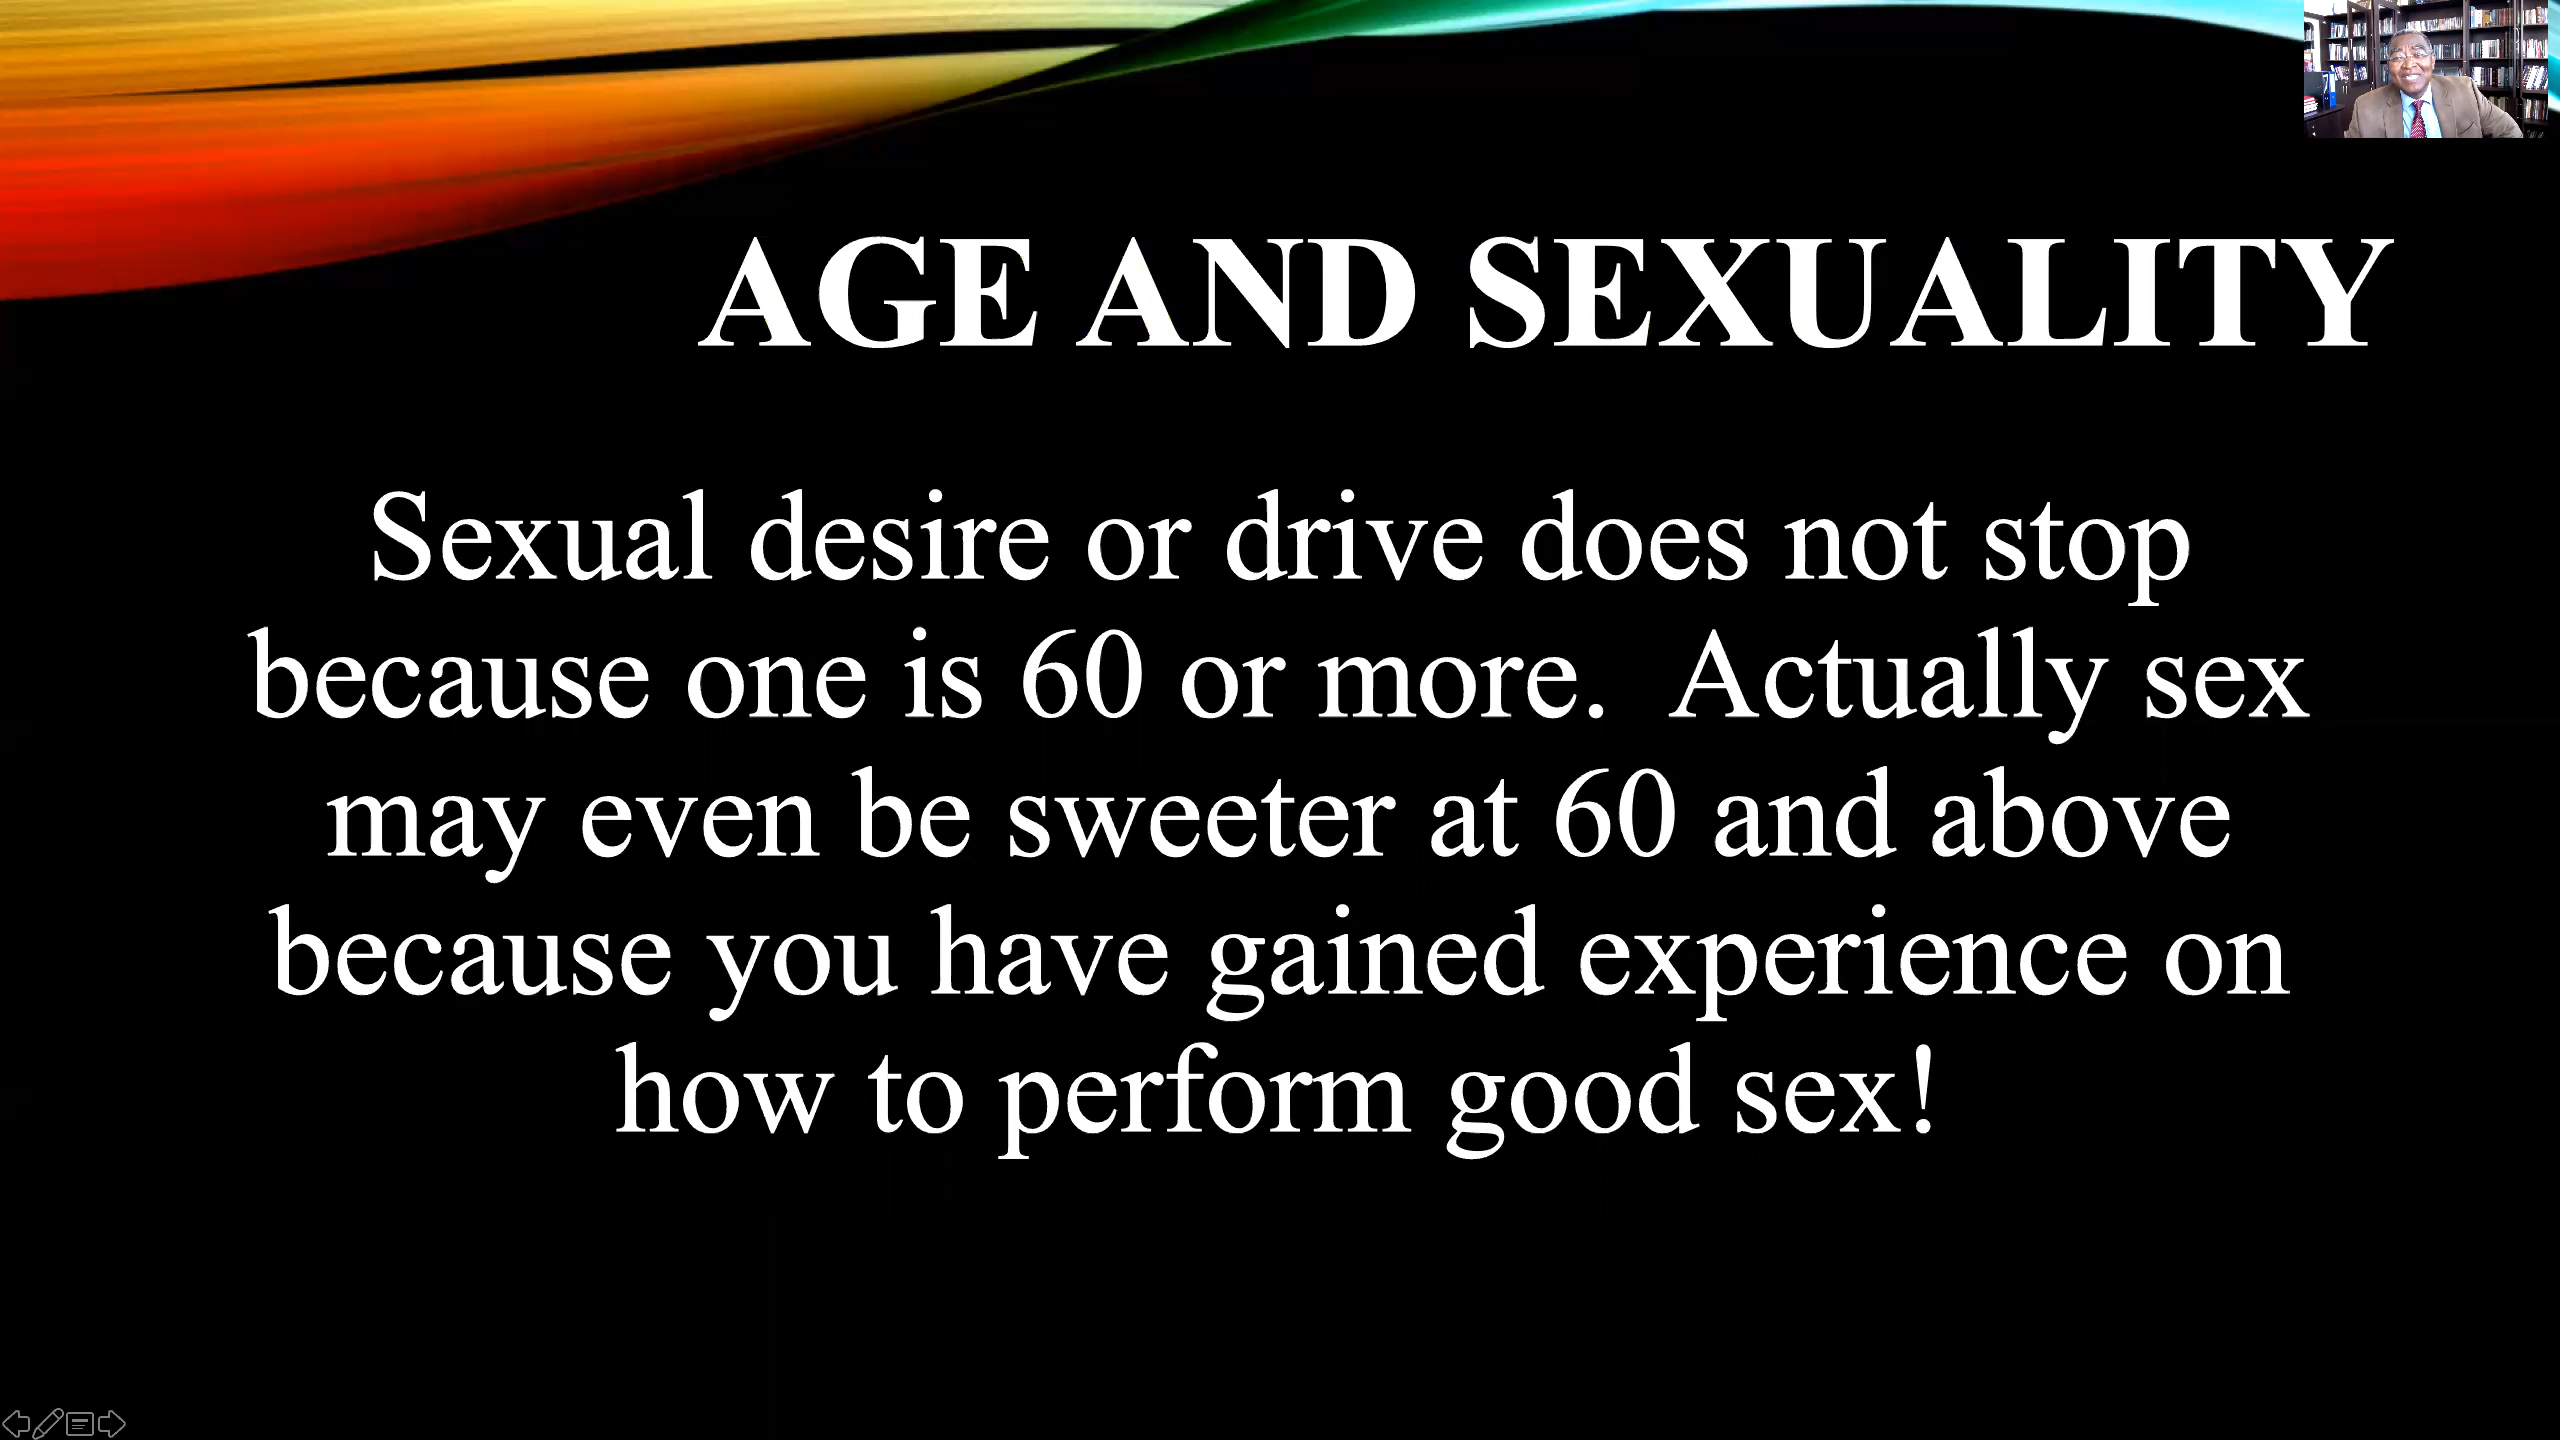 AGE AND SEXUALITY
Sexual desire or drive does not stop
because one is 60 or more.  Actually sex
may even be sweeter at 60 and above
because you have gained experience on
how to perform good sex!